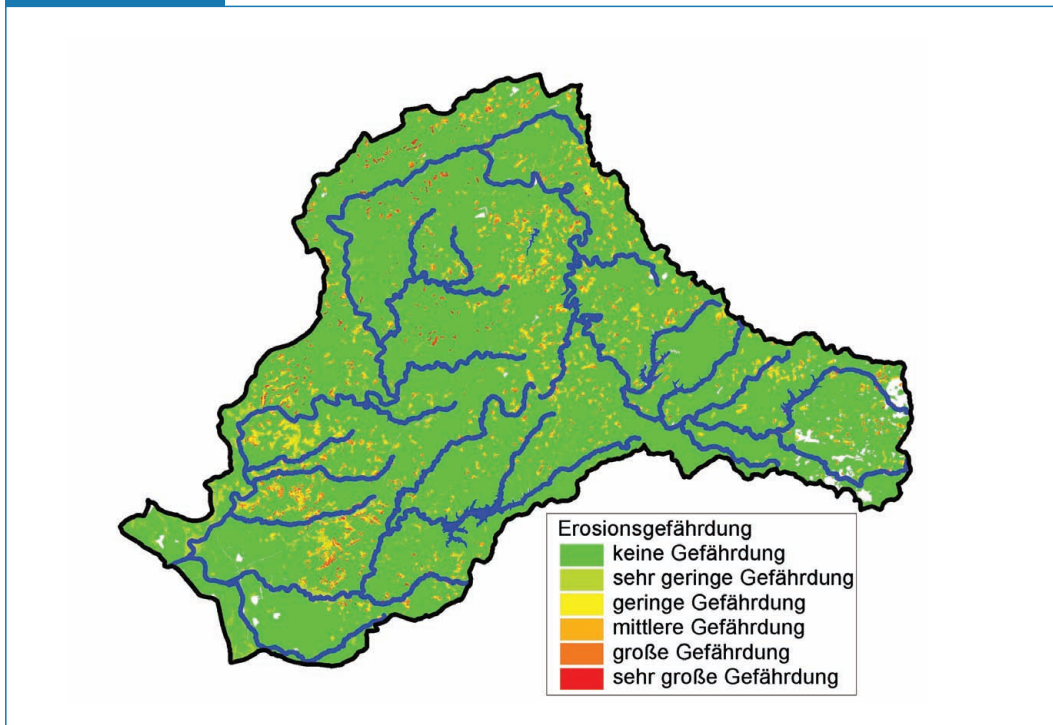 Erosionsgefährdung
keine Gefährdung
sehr geringe Gefährdung
geringe Gefährdung
mittlere Gefährdung
große Gefährdung
sehr große Gefährdung